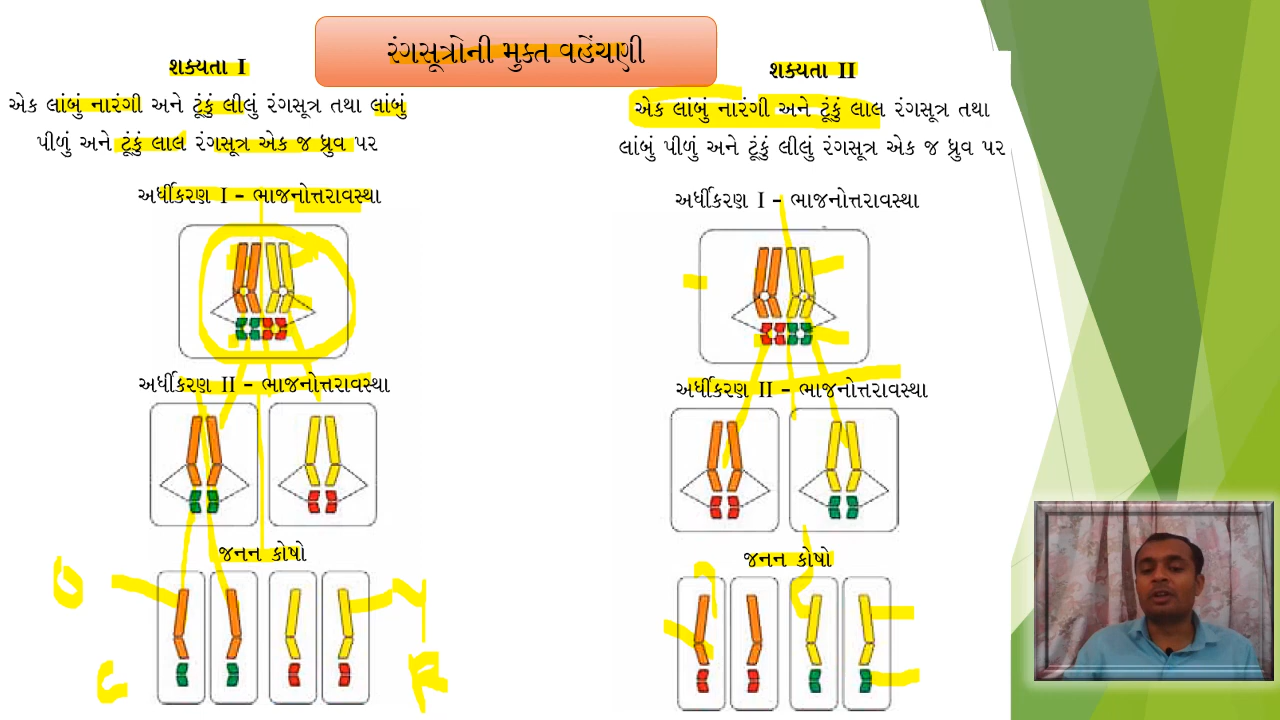 રંગસૂત્રોની મુક્ત વહેંચણી
શક્યતા I
એક લાંબું નારંગી અને ટૂંકું લીલું રંગસૂત્ર તથા લાંબું
પીળું અને ટૂંકું લાલ રંગસૂત્ર એક જ ધ્રુવ પર
અર્ધીકરણ I – ભાજનોત્તરાવસ્થા
અર્ધીકરણ II – ભાજનોત્તરાવસ્થા
જનન કોષો
O
Y
G
R
શક્યતા II
એક લાંબું નારંગી અને ટૂંકું લાલ રંગસૂત્ર તથા
લાંબું પીળું અને ટૂંકું લીલું રંગસૂત્ર એક જ ધ્રુવ પર
અર્ધીકરણ I – ભાજનોત્તરાવસ્થા
અર્ધીકરણ II – ભાજનોત્તરાવસ્થા
જનન કોષો